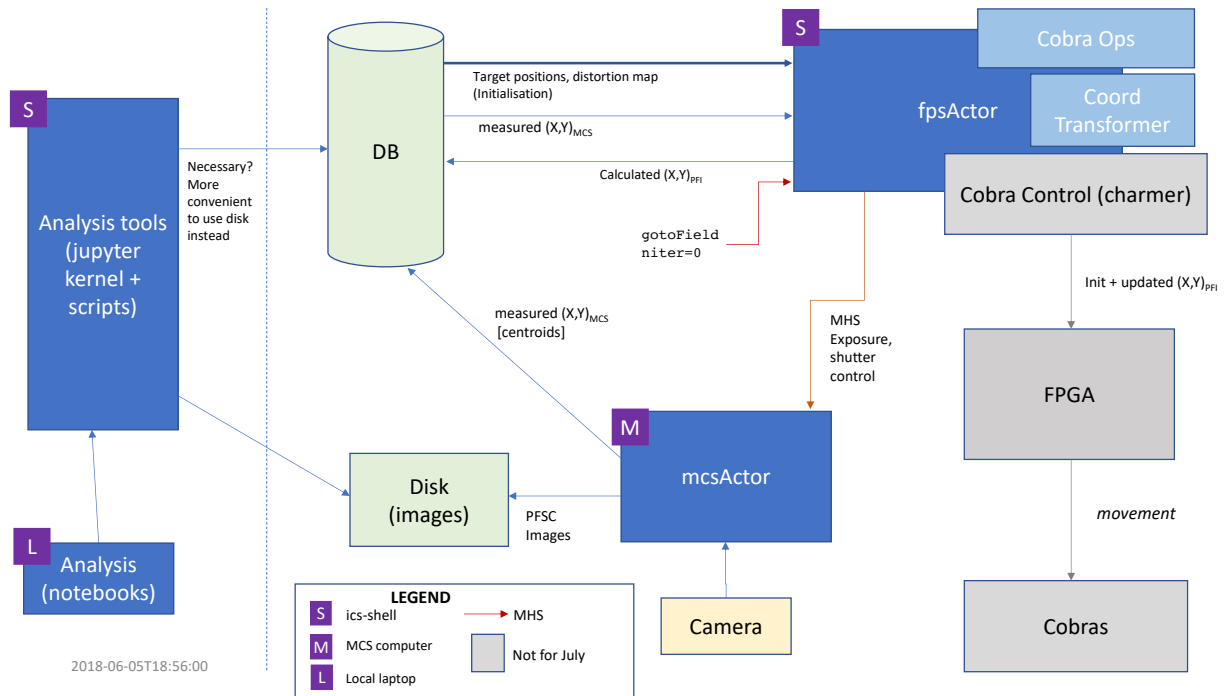 S
Cobra Ops
Target positions, distortion map
(Initialisation)
fpsActor
Coord
Transformer
S
measured (X,Y)MCS
DB
Necessary?
More
convenient
to use disk
instead
Calculated (X,Y)PFI
Cobra Control (charmer)
Analysis tools
(jupyter
kernel +
scripts)
gotoField
niter=0
Init + updated (X,Y)PFI
measured (X,Y)MCS
[centroids]
MHS
Exposure,
shutter
control
FPGA
M
mcsActor
Disk
(images)
PFSC
Images
movement
L
Analysis
(notebooks)
LEGEND
S
ics-shell
MHS
M
MCS computer
Not for July
L
Local laptop
Camera
Cobras
2018-06-05T18:56:00